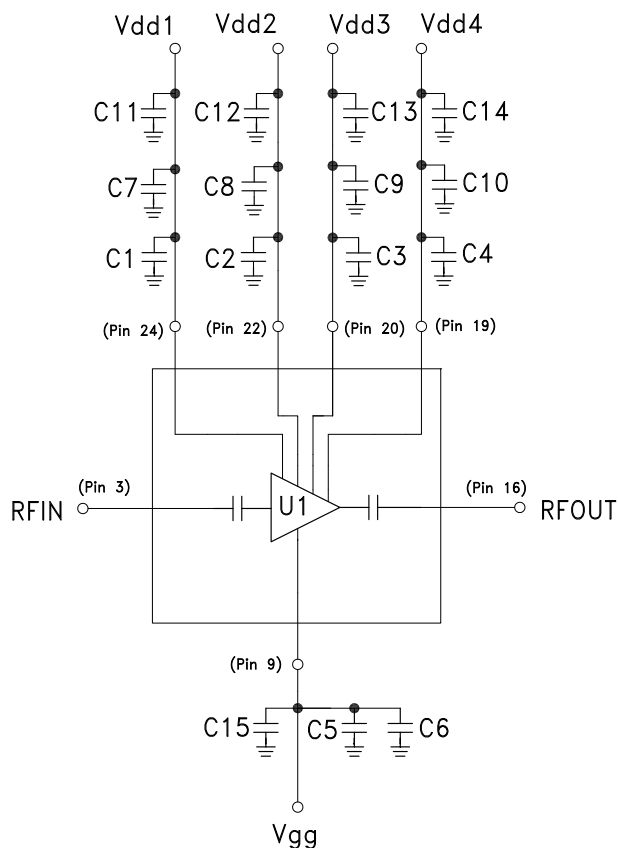 Vdd1 Vdd2 Vdd3 Vdd4
C11 C12 C13 C14
C7 C8 C9 C10
C1 C2 C3 C4
(Pin 24) (Pin 22) (Pin 20) (Pin 19)
(Pin 3) (Pin 16)
RFIN U1 RFOUT
(Pin 9)
C15 C5 C6
Vgg